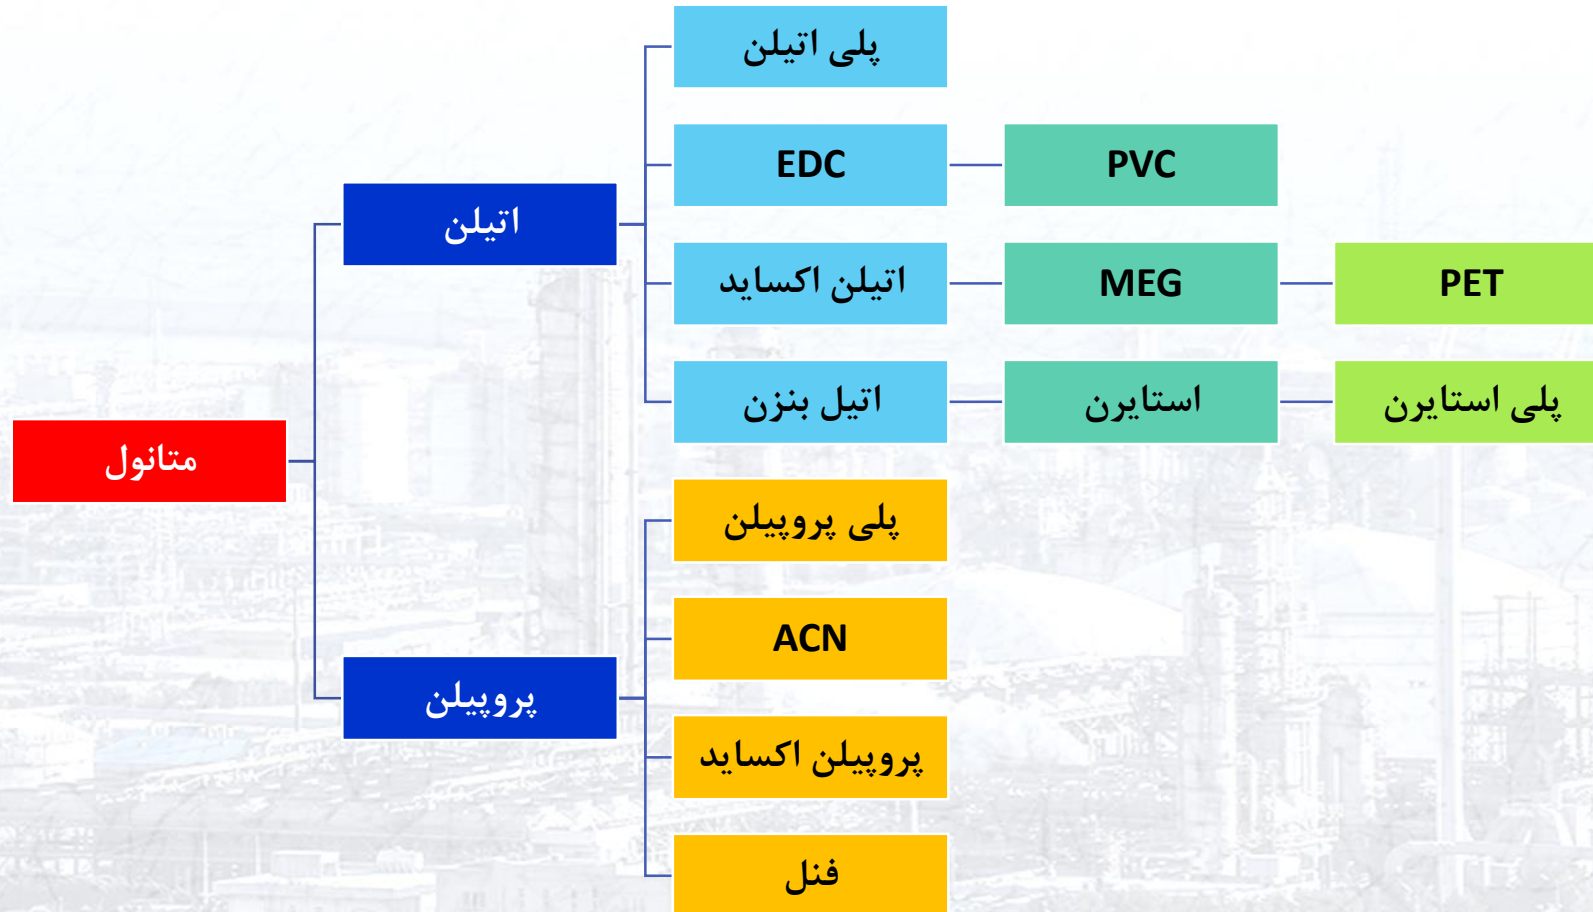 پلی اتیلن
EDC
PVC
اتیلن
اتیلن اکساید
MEG
PET
اتیل بنزن
استایرن
پلی استایرن
متانول
پلی پروپیلن
ACN
پروپیلن
پروپیلن اکساید
فنل